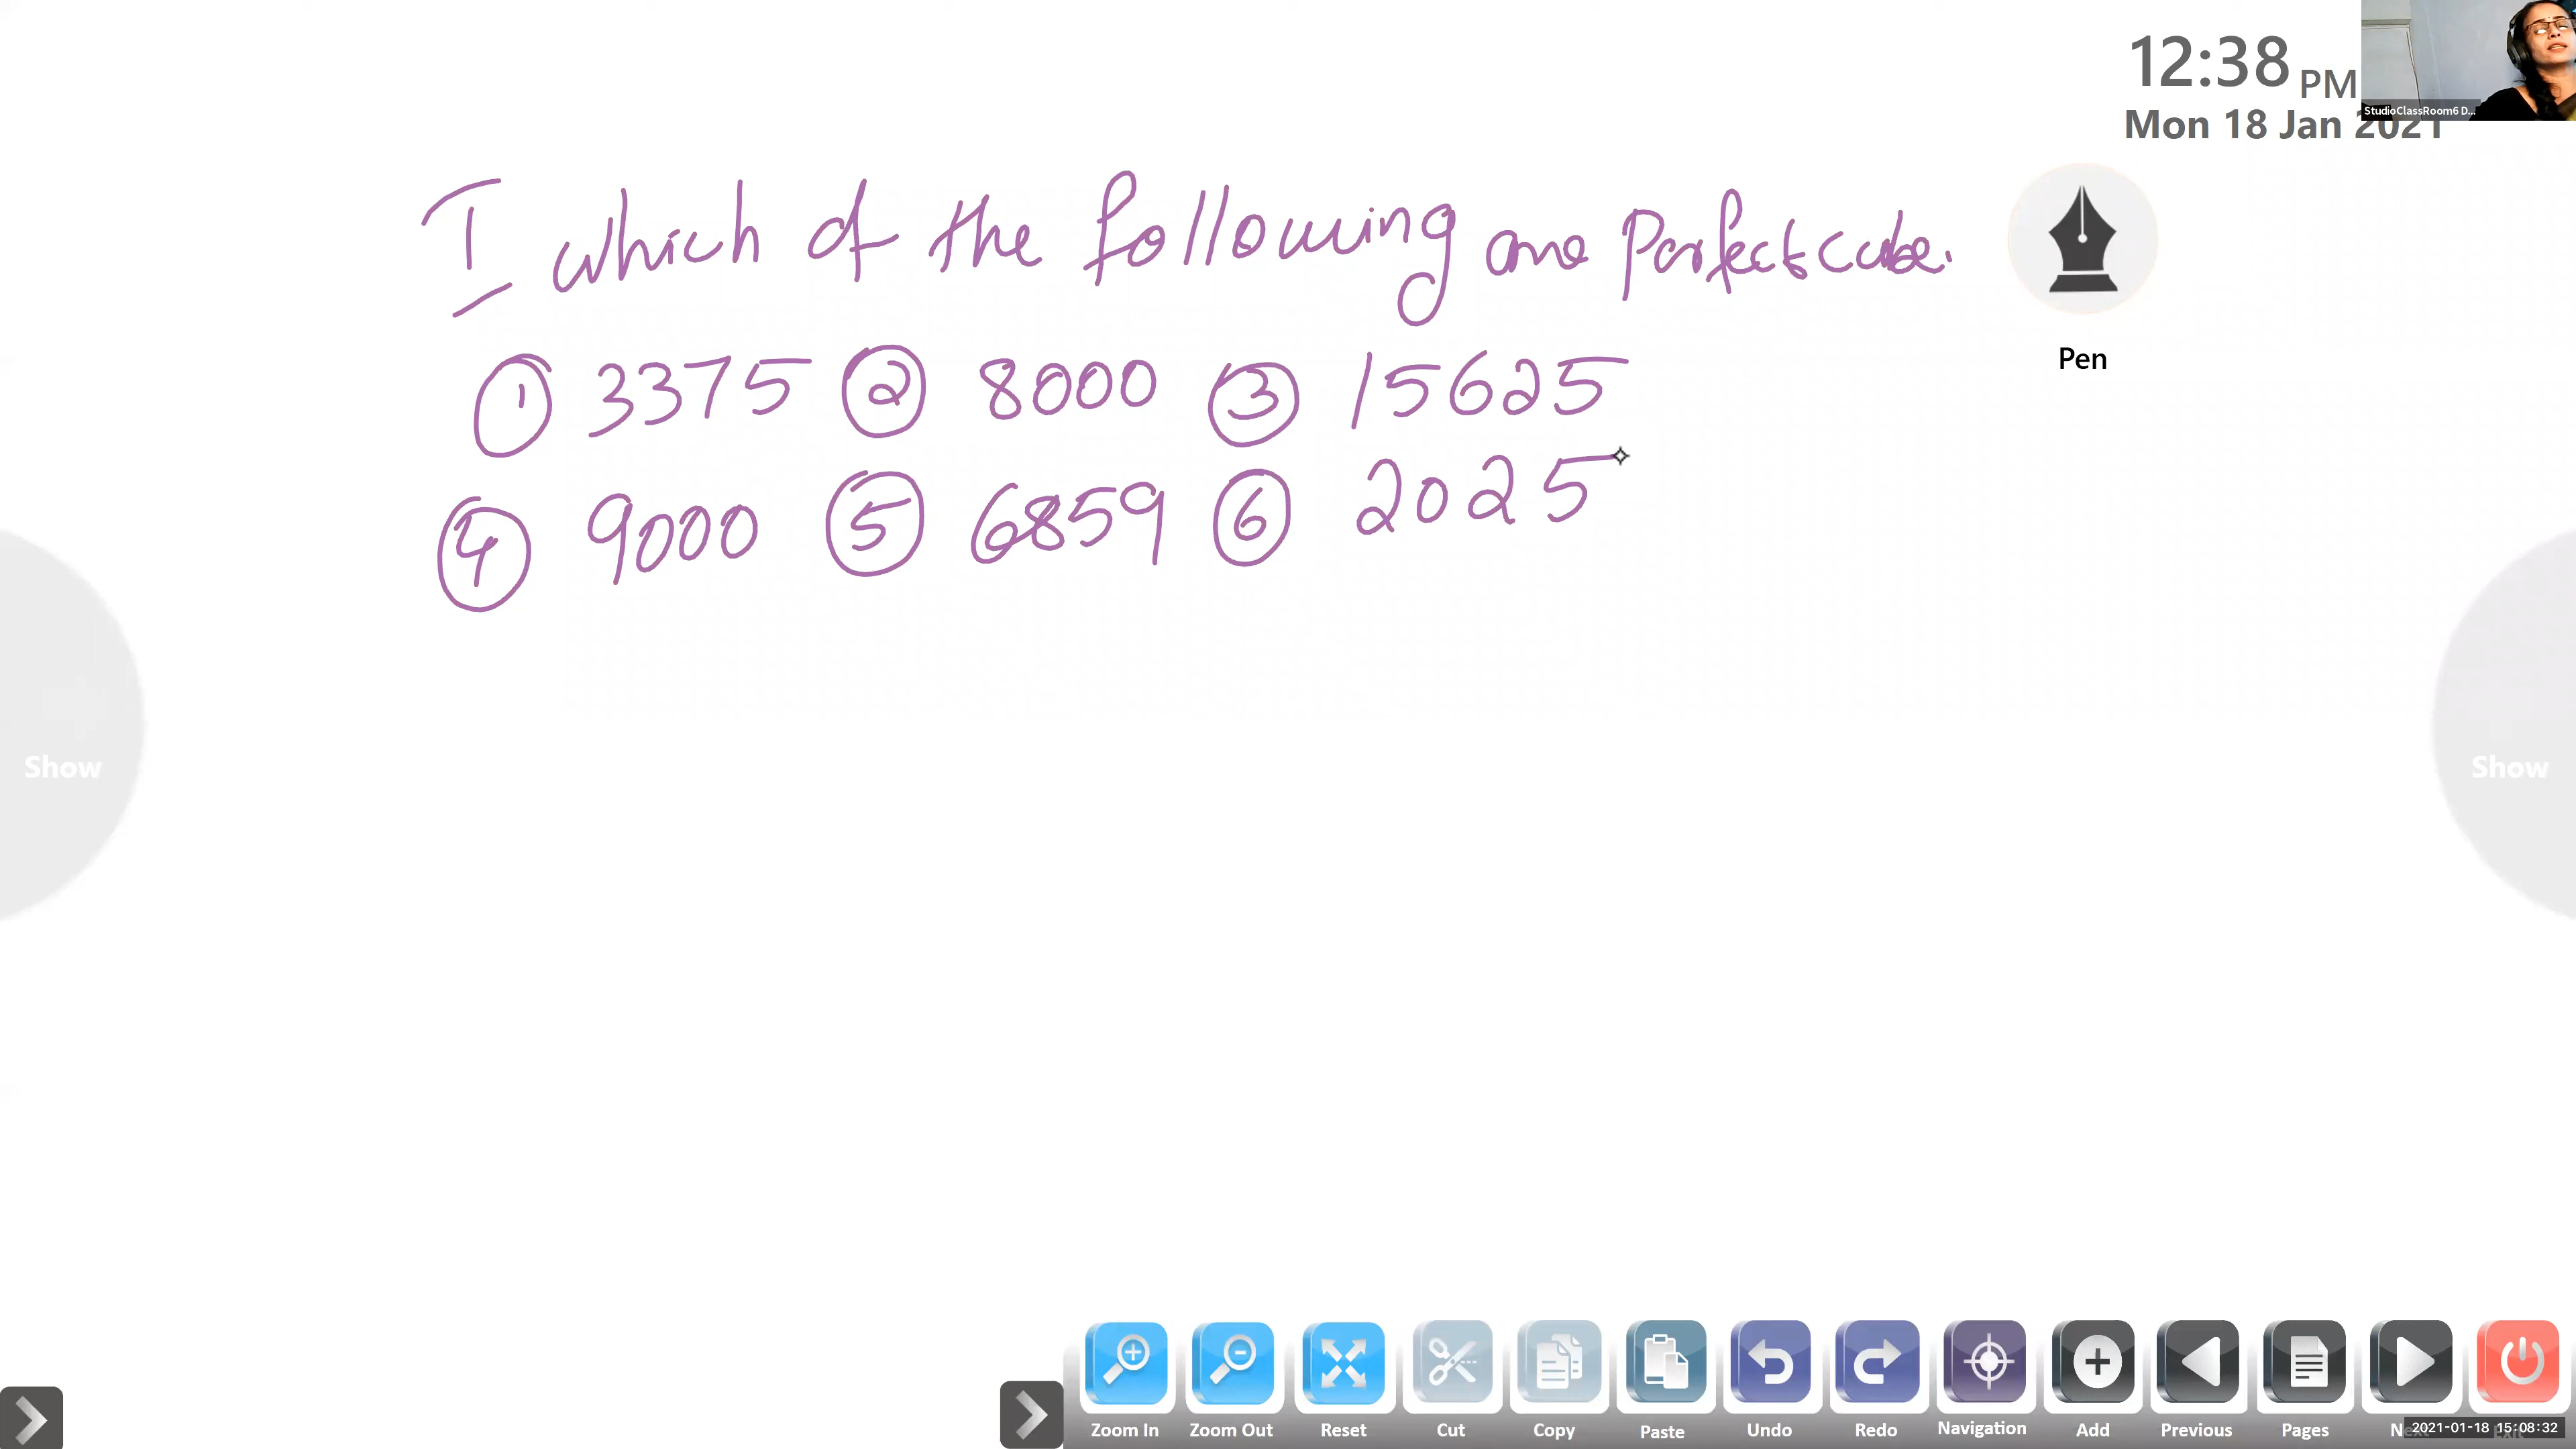 12:38 PM
StudioClassRoom6 D...
Mon 18 Jan 2021
I which of the following are Perfect cube.
Pen
① 3375 ② 8000 ③ 15625
④ 9000 ⑤ 6859 ⑥ 2025
Show Show
Zoom In Zoom Out Reset Cut Copy Paste Undo Redo Navigation Add Previous Pages
2021-01-18 15:08:32